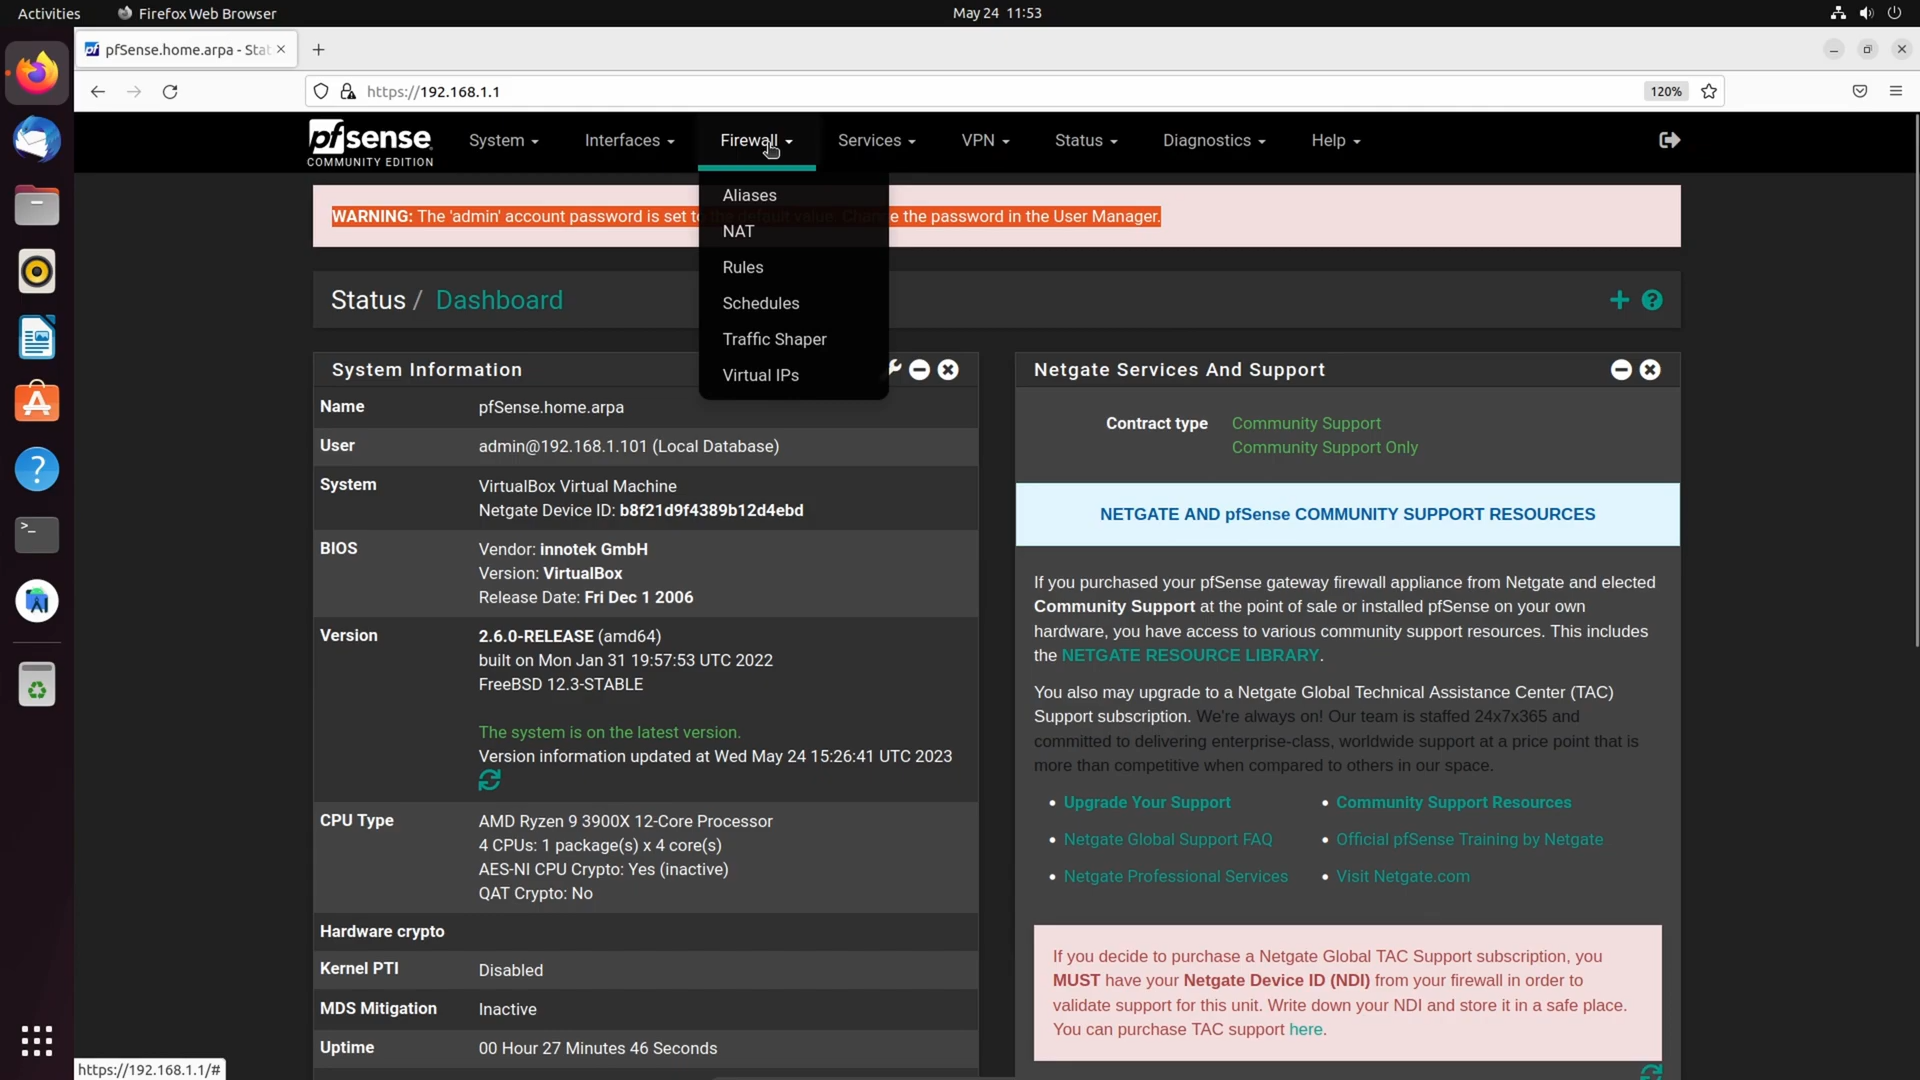 Activities
Firefox Web Browser
May 24 11:53
pfSense.home.arpa - Stat
https://192.168.1.1
120%
pfsense
COMMUNITY EDITION
System
Interfaces
Firewall
Services
VPN
Status
Diagnostics
Help
Aliases
NAT
Rules
Schedules
Traffic Shaper
Virtual IPs
WARNING: The 'admin' account password is set to the default value. Change the password in the User Manager.
Status / Dashboard
System Information
Name pfSense.home.arpa
User admin@192.168.1.101 (Local Database)
System VirtualBox Virtual Machine
Netgate Device ID: b8f21d9f4389b12d4ebd
BIOS Vendor: innotek GmbH
Version: VirtualBox
Release Date: Fri Dec 1 2006
Version 2.6.0-RELEASE (amd64)
built on Mon Jan 31 19:57:53 UTC 2022
FreeBSD 12.3-STABLE
The system is on the latest version.
Version information updated at Wed May 24 15:26:41 UTC 2023
CPU Type AMD Ryzen 9 3900X 12-Core Processor
4 CPUs: 1 package(s) x 4 core(s)
AES-NI CPU Crypto: Yes (inactive)
QAT Crypto: No
Hardware crypto
Kernel PTI Disabled
MDS Mitigation Inactive
Uptime 00 Hour 27 Minutes 46 Seconds
Netgate Services And Support
Contract type Community Support
Community Support Only
NETGATE AND pfSense COMMUNITY SUPPORT RESOURCES
If you purchased your pfSense gateway firewall appliance from Netgate and elected
Community Support at the point of sale or installed pfSense on your own
hardware, you have access to various community support resources. This includes
the NETGATE RESOURCE LIBRARY.
You also may upgrade to a Netgate Global Technical Assistance Center (TAC)
Support subscription. We're always on! Our team is staffed 24x7x365 and
committed to delivering enterprise-class, worldwide support at a price point that is
more than competitive when compared to others in our space.
• Upgrade Your Support
• Community Support Resources
• Netgate Global Support FAQ
• Official pfSense Training by Netgate
• Netgate Professional Services
• Visit Netgate.com
If you decide to purchase a Netgate Global TAC Support subscription, you
MUST have your Netgate Device ID (NDI) from your firewall in order to
validate support for this unit. Write down your NDI and store it in a safe place.
You can purchase TAC support here.
https://192.168.1.1/#